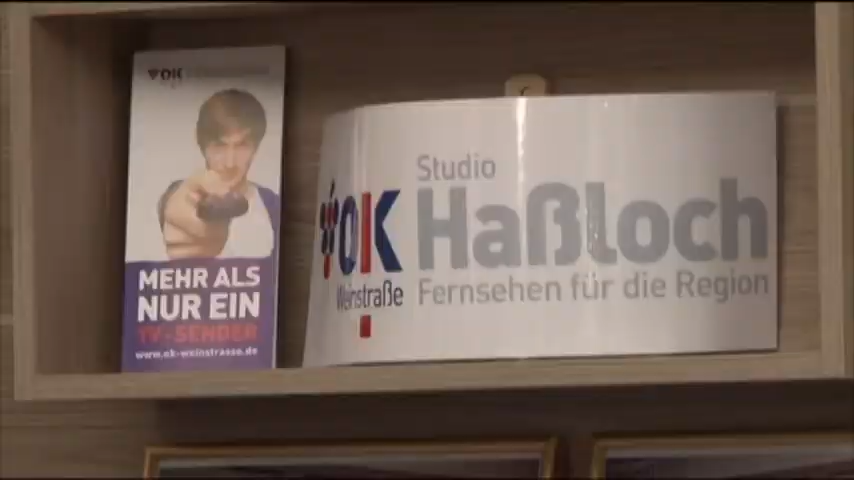 OK
MEHR ALS
NUR EIN
TV-SENDER
www.ok-weinstrasse.de
OK
Weinstraße
Studio
Haßloch
Fernsehen für die Region